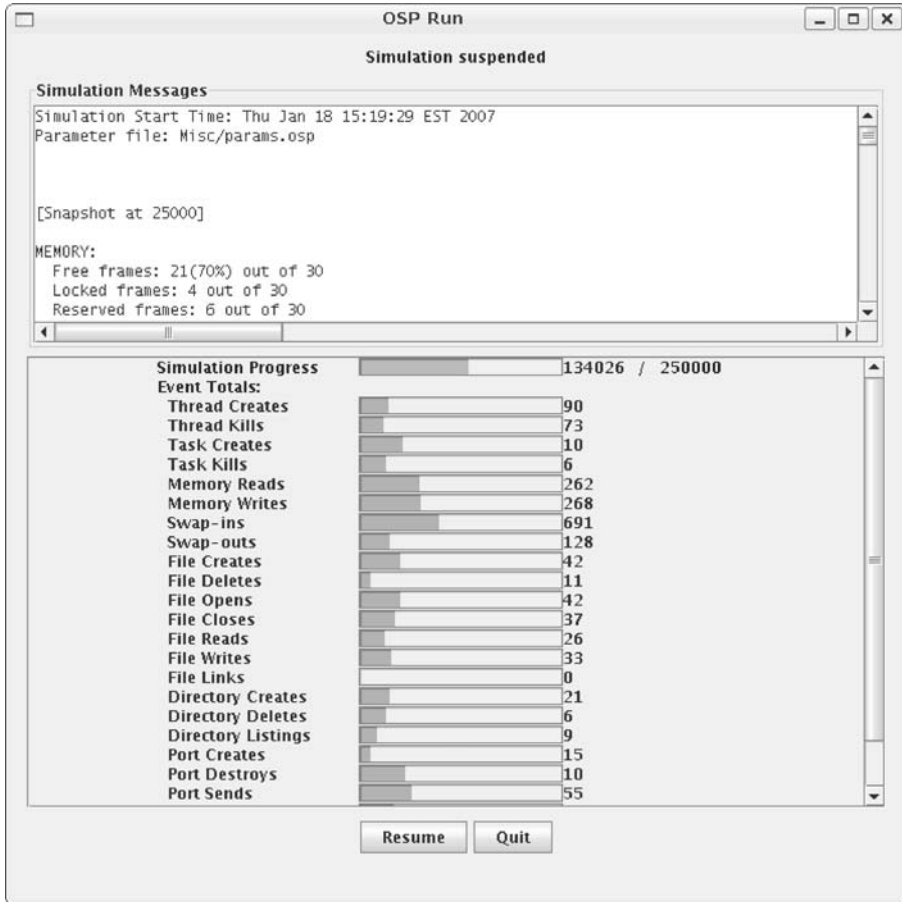 OSP Run
Simulation suspended
Simulation Messages
Simulation Start Time: Thu Jan 18 15:19:29 EST 2007
Parameter file: Misc/params.osp
[Snapshot at 25000]
MEMORY:
Free frames: 21(70%) out of 30
Locked frames: 4 out of 30
Reserved frames: 6 out of 30
Simulation Progress 134026 / 250000
Event Totals:
Thread Creates 90
Thread Kills 73
Task Creates 10
Task Kills 6
Memory Reads 262
Memory Writes 268
Swap-ins 691
Swap-outs 128
File Creates 42
File Deletes 11
File Opens 42
File Closes 37
File Reads 26
File Writes 33
File Links 0
Directory Creates 21
Directory Deletes 6
Directory Listings 9
Port Creates 15
Port Destroys 10
Port Sends 55
Resume Quit